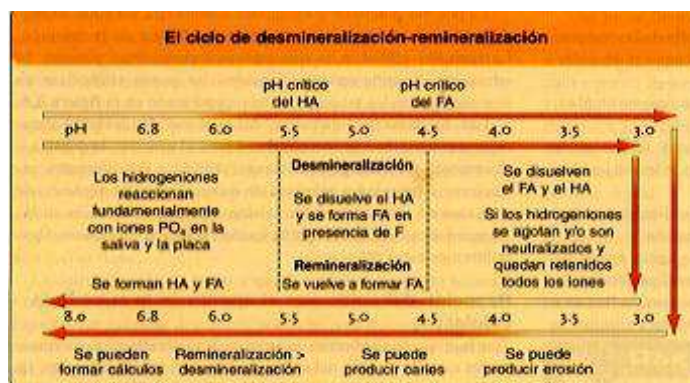 El ciclo de desmineralización-remineralización
pH crítico del HA
pH crítico del FA
pH 6.8 6.0 5.5 5.0 4.5 4.0 3.5 3.0
Los hidrogeniones
reaccionan
fundamentalmente
con iones PO₄ en la
saliva y la placa
Se forman HA y FA
Desmineralización
Se disuelve el HA
y se forma FA en
presencia de F
Remineralización
Se vuelve a formar FA
Se disuelven
el FA y el HA
Si los hidrogeniones
se agotan y/o son
neutralizados y
quedan retenidos
todos los iones
8.0 6.8 6.0 5.5 5.0 4.5 4.0 3.5 3.0
Se pueden
formar cálculos
Remineralización >
desmineralización
Se puede
producir caries
Se puede
producir erosión